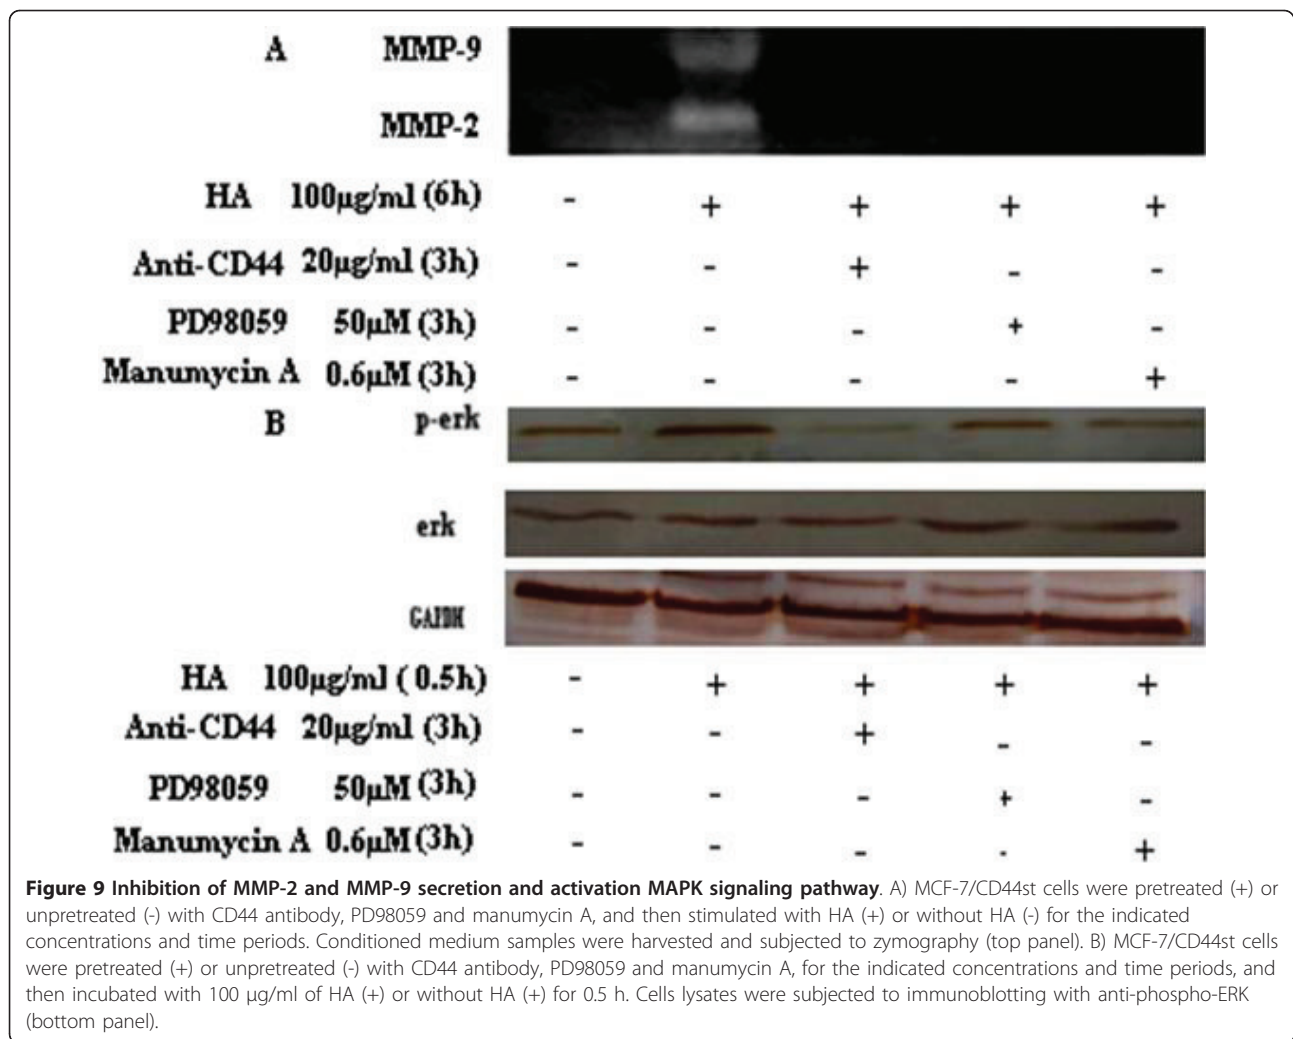 A MMP-9
MMP-2
HA 100µg/ml (6h) - + + + +
Anti-CD44 20µg/ml (3h) - - + - -
PD98059 50µM (3h) - - - + -
Manumycin A 0.6µM (3h) - - - - +
B p-erk
erk
GAPDH
HA 100µg/ml ( 0.5h) - + + + +
Anti-CD44 20µg/ml (3h) - - + - -
PD98059 50µM (3h) - - - + -
Manumycin A 0.6µM (3h) - - - - +
Figure 9 Inhibition of MMP-2 and MMP-9 secretion and activation MAPK signaling pathway. A) MCF-7/CD44st cells were pretreated (+) or
unpretreated (-) with CD44 antibody, PD98059 and manumycin A, and then stimulated with HA (+) or without HA (-) for the indicated
concentrations and time periods. Conditioned medium samples were harvested and subjected to zymography (top panel). B) MCF-7/CD44st cells
were pretreated (+) or unpretreated (-) with CD44 antibody, PD98059 and manumycin A, for the indicated concentrations and time periods, and
then incubated with 100 µg/ml of HA (+) or without HA (+) for 0.5 h. Cells lysates were subjected to immunoblotting with anti-phospho-ERK
(bottom panel).